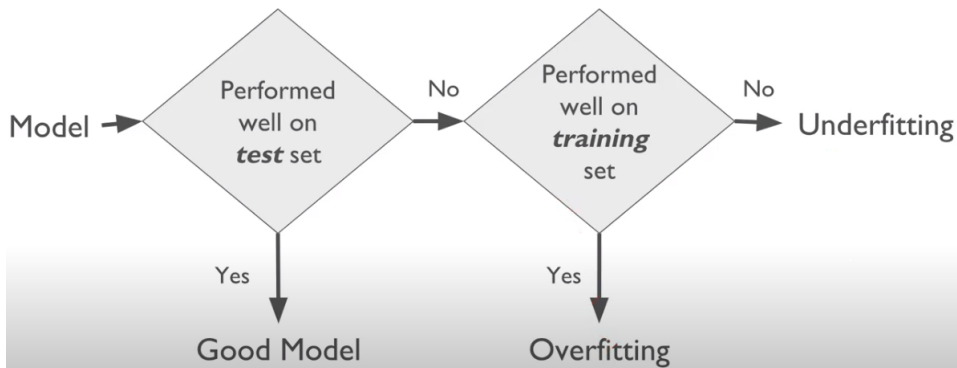 Model
Performed
well on
test set
No
Performed
well on
training
set
No
Underfitting
Yes
Good Model
Yes
Overfitting